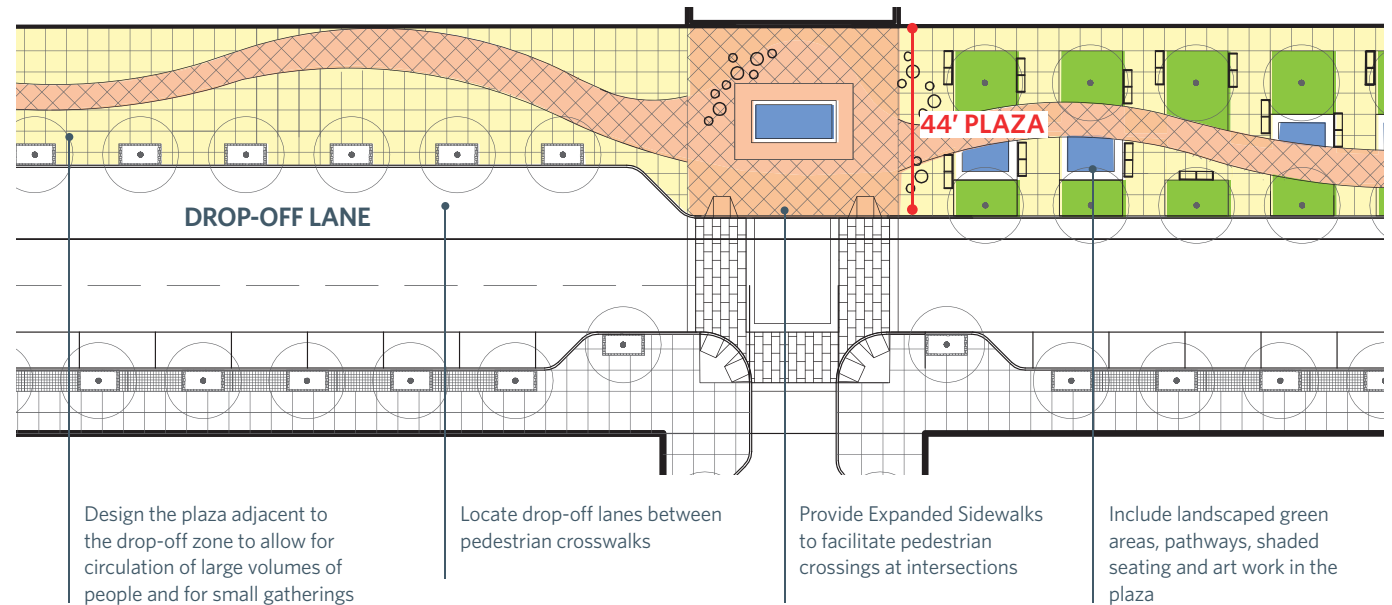 44' PLAZA
DROP-OFF LANE
Design the plaza adjacent to
the drop-off zone to allow for
circulation of large volumes of
people and for small gatherings
Locate drop-off lanes between
pedestrian crosswalks
Provide Expanded Sidewalks
to facilitate pedestrian
crossings at intersections
Include landscaped green
areas, pathways, shaded
seating and art work in the
plaza